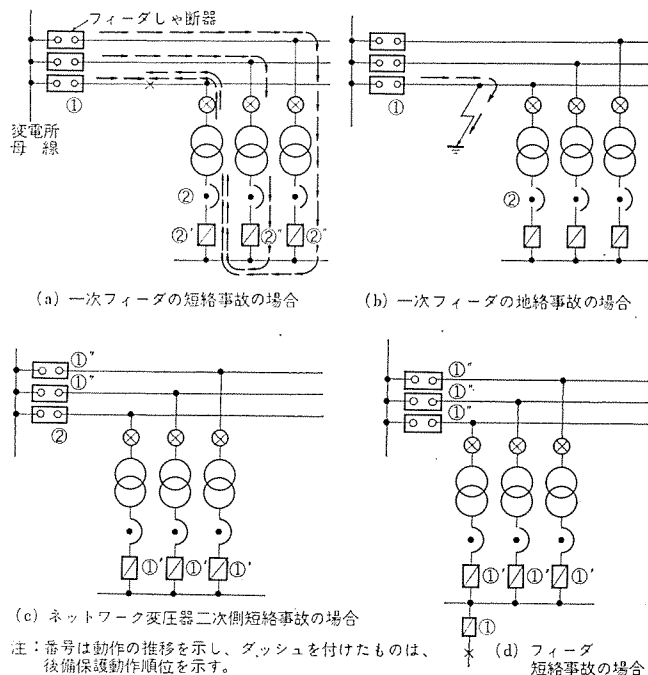 フィーダしゃ断器
①
変電所
母線
②
②′
②″
②″
(a) 一次フィーダの短絡事故の場合
①
②
(b) 一次フィーダの地絡事故の場合
①″
①″
②
①′
①′
①′
(c) ネットワーク変圧器二次側短絡事故の場合
①″
①″
①″
①′
①′
①′
①
(d) フィーダ
短絡事故の場合
注：番号は動作の推移を示し、ダッシュを付けたものは、
後備保護動作順位を示す。